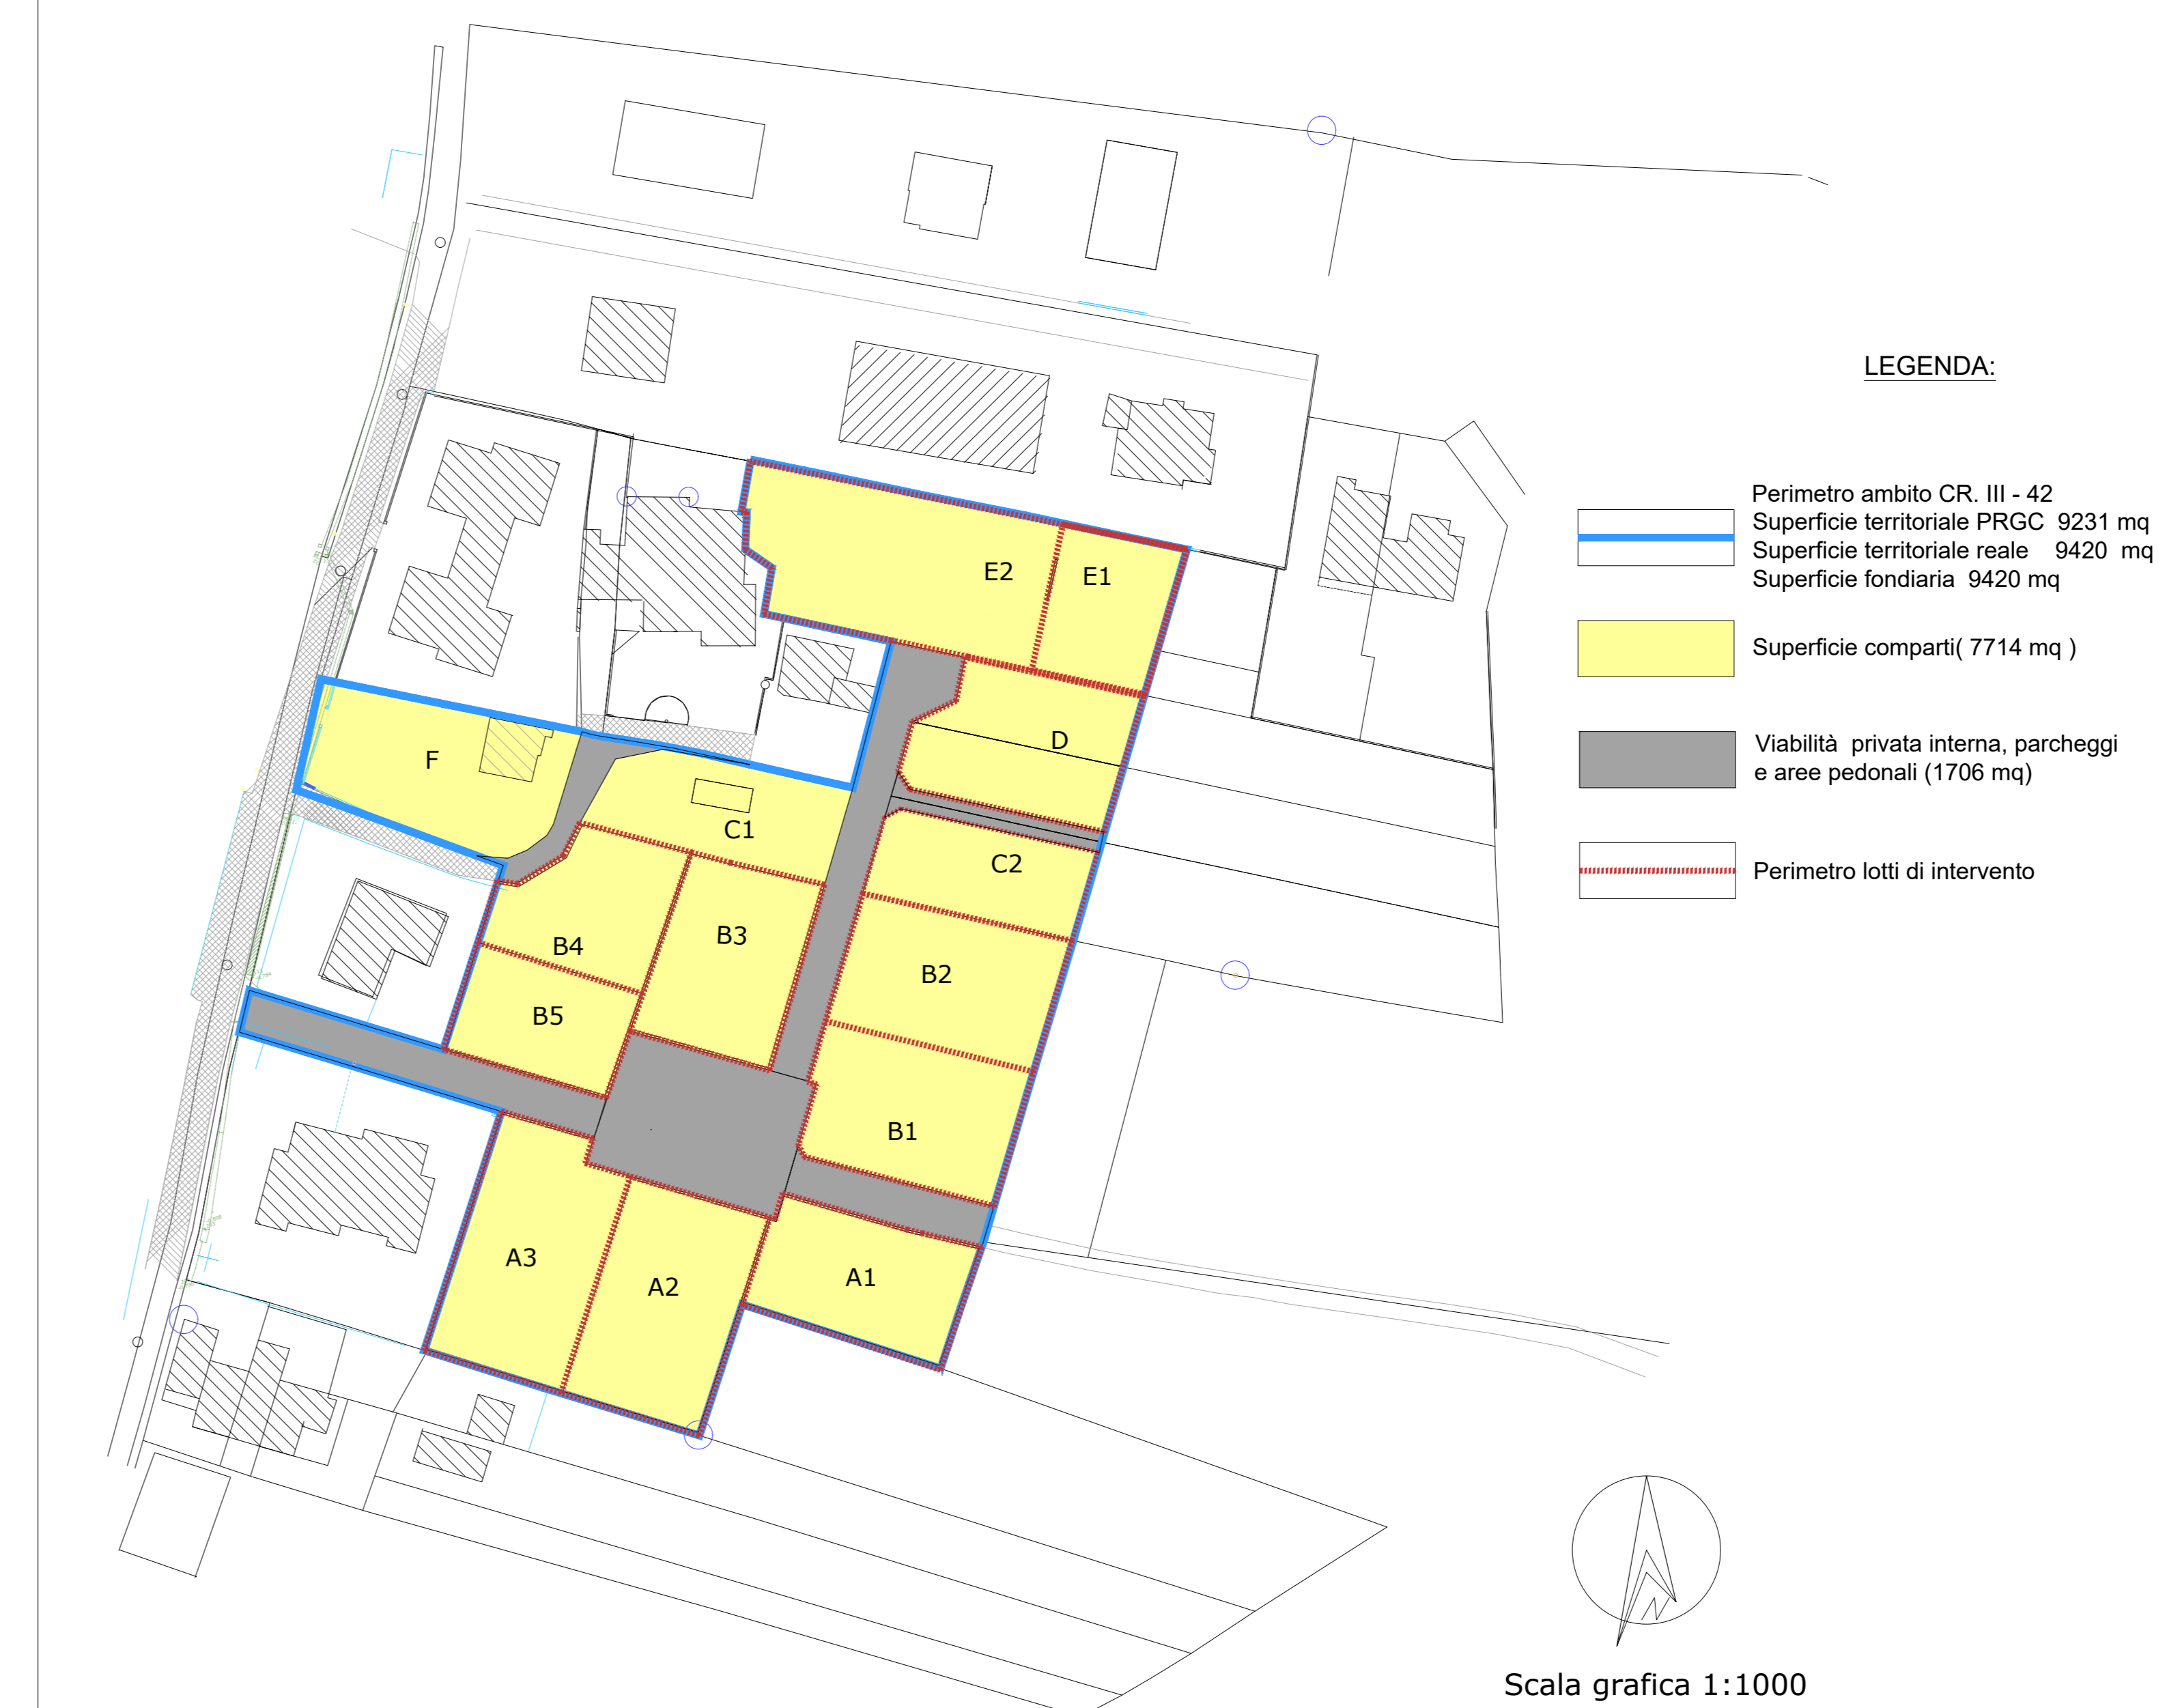 LEGENDA:
Perimetro ambito CR. III - 42
Superficie territoriale PRGC 9231 mq
Superficie territoriale reale 9420 mq
Superficie fondiaria 9420 mq
Superficie comparti( 7714 mq )
Viabilità privata interna, parcheggi
e aree pedonali (1706 mq)
Perimetro lotti di intervento
E2
E1
D
F
C1
C2
B4
B3
B2
B5
B1
A3
A2
A1
Scala grafica 1:1000